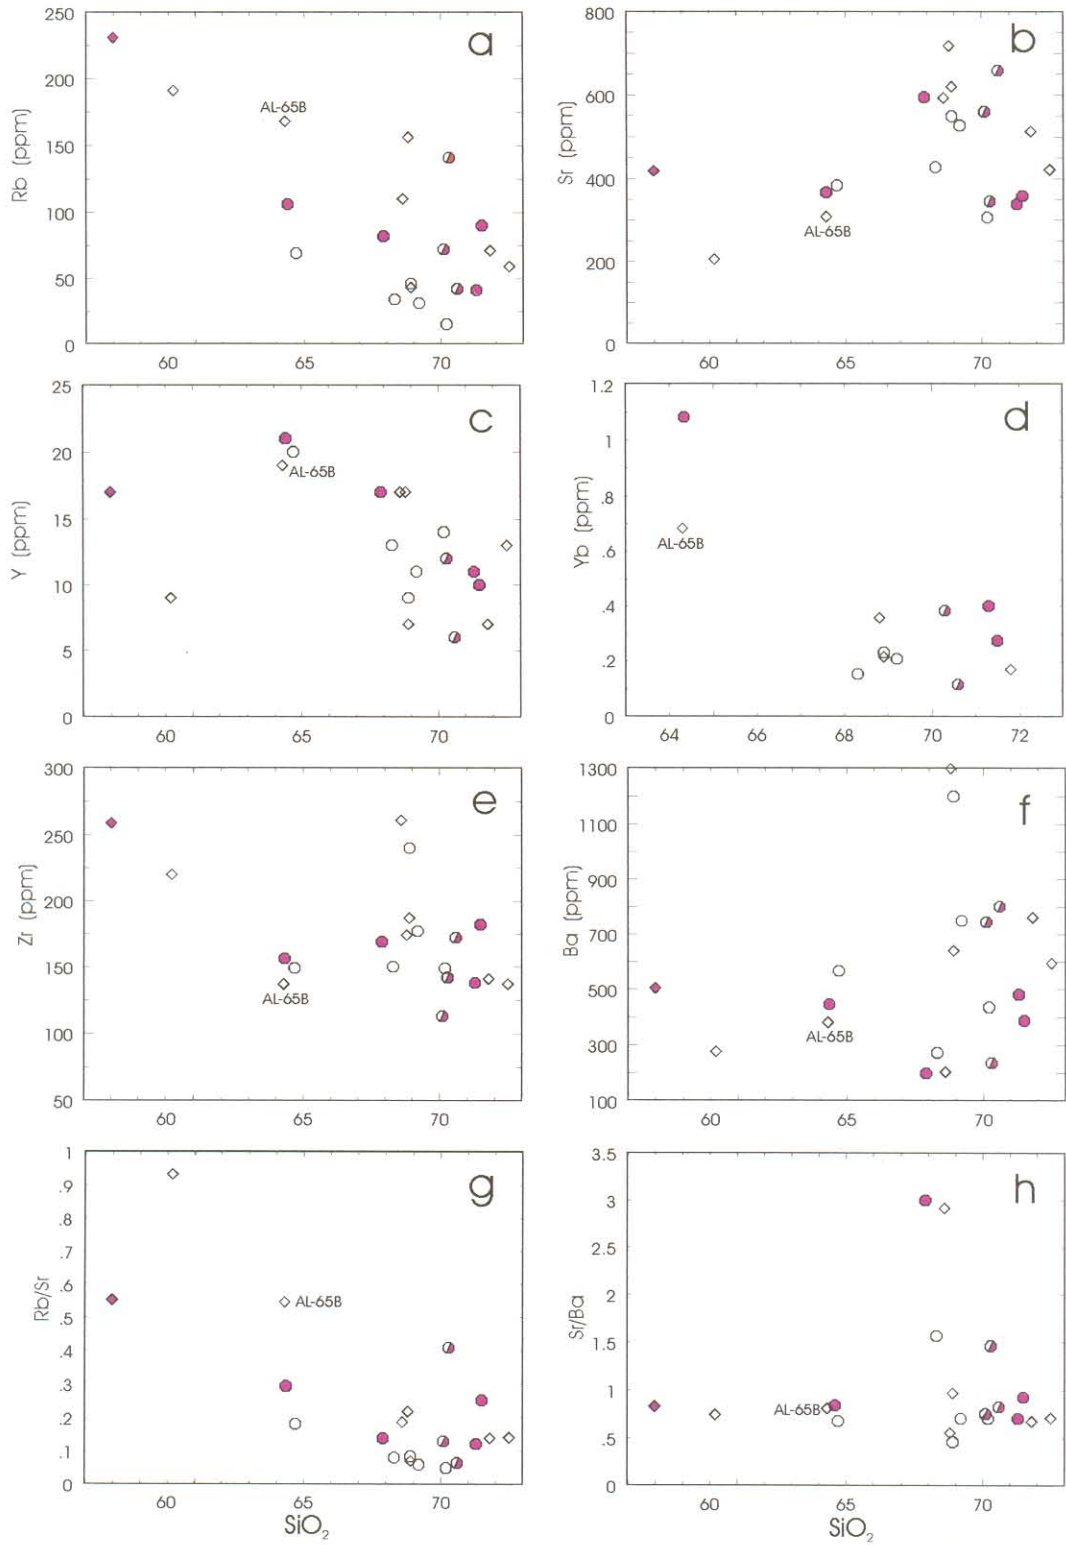 a
250
200
150
100
50
0
Rb (ppm)
AL-65B
60 65 70
b
800
600
400
200
0
Sr (ppm)
AL-65B
60 65 70
c
25
20
15
10
5
0
Y (ppm)
AL-65B
60 65 70
d
1.2
1
.8
.6
.4
.2
0
Yb (ppm)
AL-65B
64 66 68 70 72
e
300
250
200
150
100
50
Zr (ppm)
AL-65B
60 65 70
f
1300
1100
900
700
500
300
100
Ba (ppm)
AL-65B
60 65 70
g
1
.9
.8
.7
.6
.5
.4
.3
.2
.1
0
Rb/Sr
AL-65B
60 65 70
SiO₂
h
3.5
3
2.5
2
1.5
1
.5
0
Sr/Ba
AL-65B
60 65 70
SiO₂